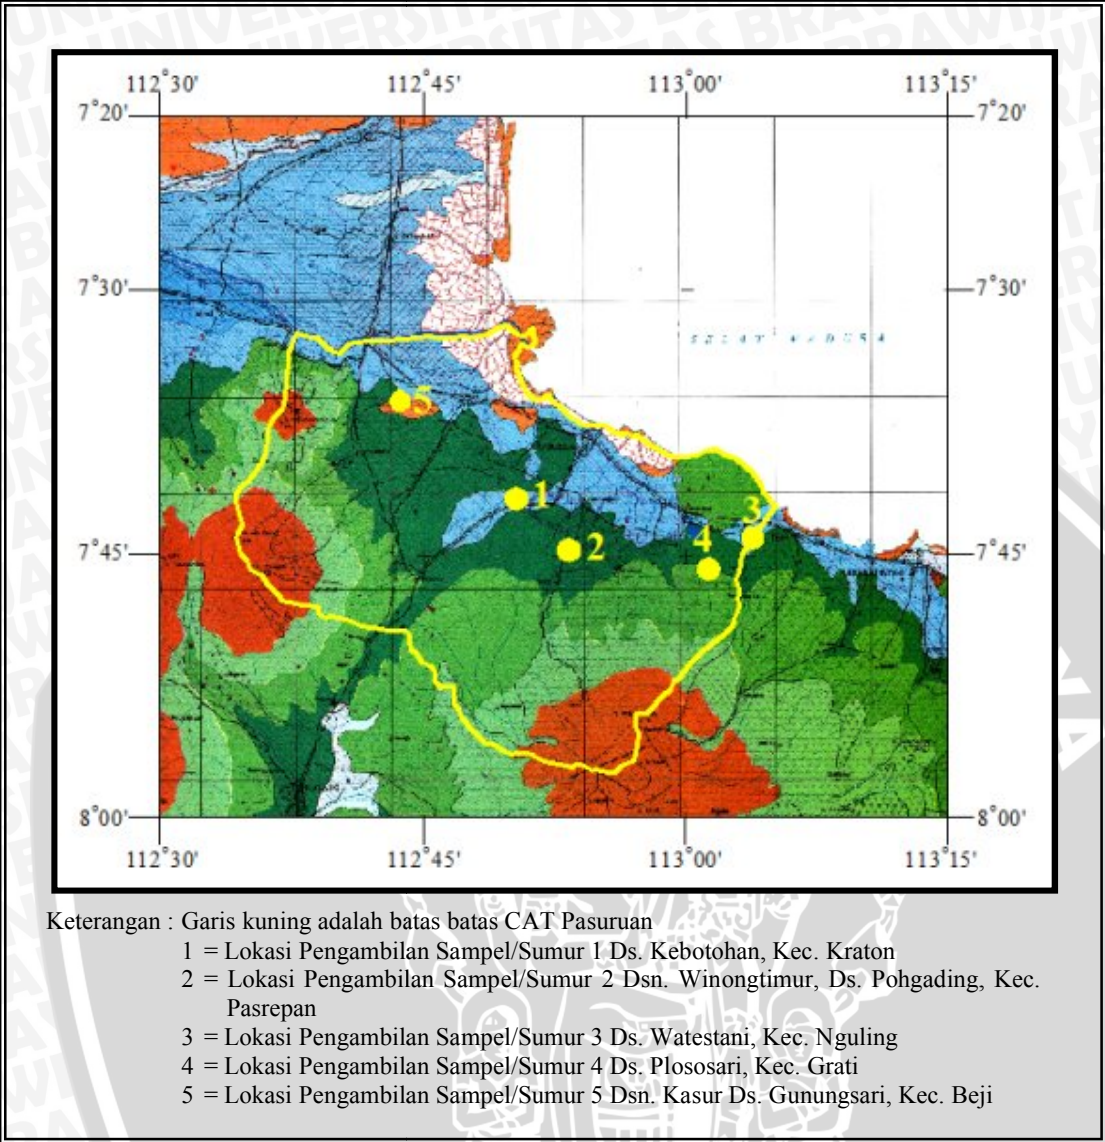 112°30' 112°45' 113°00' 113°15'
7°20' 7°20'
7°30' 7°30'
SELAT MADURA
5
1
3
2
4
7°45' 7°45'
8°00' 8°00'
112°30' 112°45' 113°00' 113°15'
Keterangan : Garis kuning adalah batas batas CAT Pasuruan
1 = Lokasi Pengambilan Sampel/Sumur 1 Ds. Kebotohan, Kec. Kraton
2 = Lokasi Pengambilan Sampel/Sumur 2 Dsn. Winongtimur, Ds. Pohgading, Kec.
Pasrepan
3 = Lokasi Pengambilan Sampel/Sumur 3 Ds. Watestani, Kec. Nguling
4 = Lokasi Pengambilan Sampel/Sumur 4 Ds. Plososari, Kec. Grati
5 = Lokasi Pengambilan Sampel/Sumur 5 Dsn. Kasur Ds. Gunungsari, Kec. Beji